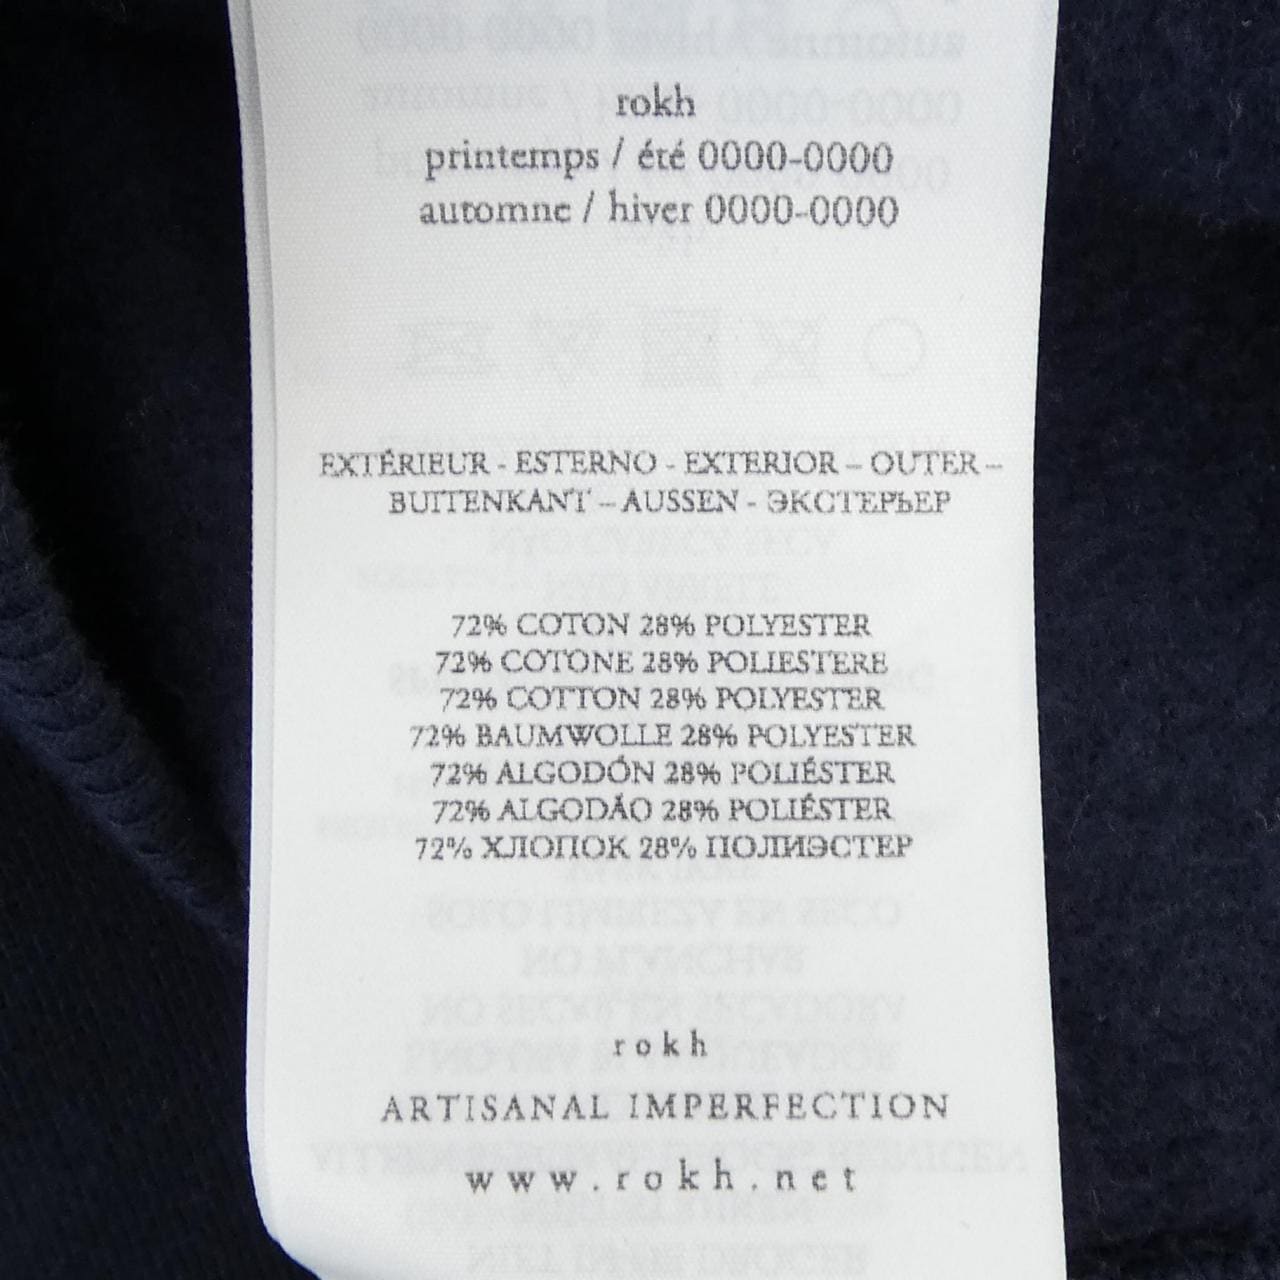 rokh
printemps / été 0000-0000
automne / hiver 0000-0000
EXTÉRIEUR - ESTERNO - EXTERIOR – OUTER –
BUITENKANT – AUSSEN - ЭКСТЕРЬЕР
72% COTON 28% POLYESTER
72% COTONE 28% POLIESTERE
72% COTTON 28% POLYESTER
72% BAUMWOLLE 28% POLYESTER
72% ALGODÓN 28% POLIÉSTER
72% ALGODÃO 28% POLIÉSTER
72% ХЛОПОК 28% ПОЛИЭСТЕР
rokh
ARTISANAL IMPERFECTION
www.rokh.net